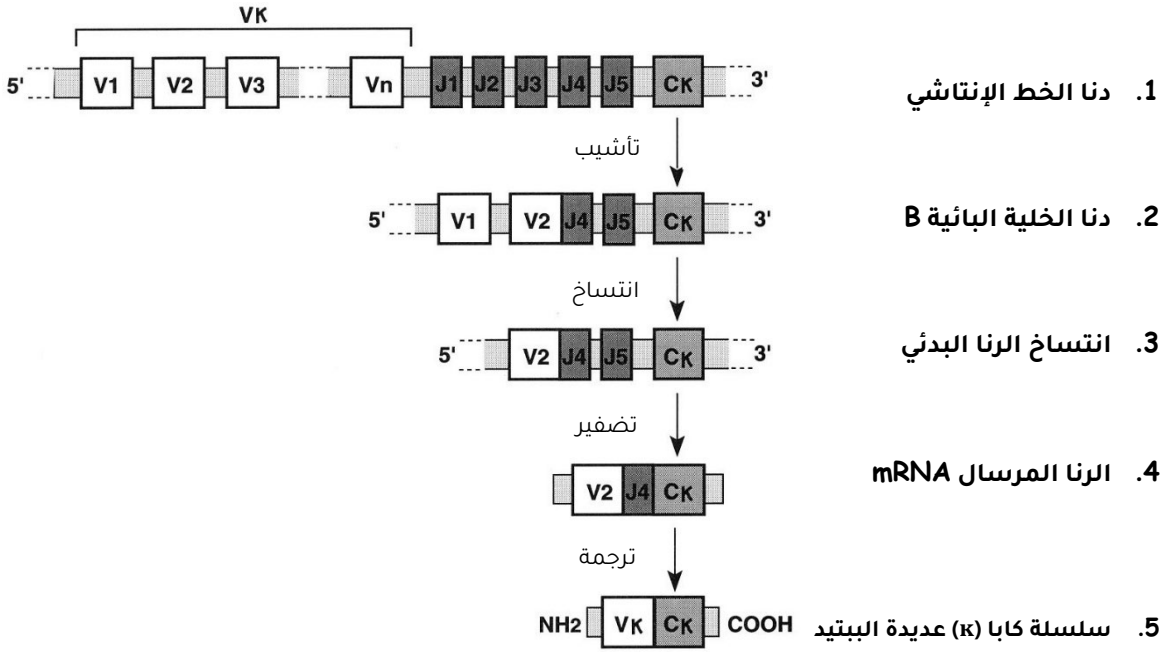 VK
5' V1 V2 V3 Vn J1 J2 J3 J4 J5 CK 3'
1. دنا الخط الإنتاشي
تأشيب
5' V1 V2 J4 J5 CK 3'
2. دنا الخلية البائية B
انتساخ
5' V2 J4 J5 CK 3'
3. انتساخ الرنا البدئي
تضفير
V2 J4 CK
4. الرنا المرسال mRNA
ترجمة
NH2 VK CK COOH
5. سلسلة كابا (κ) عديدة الببتيد